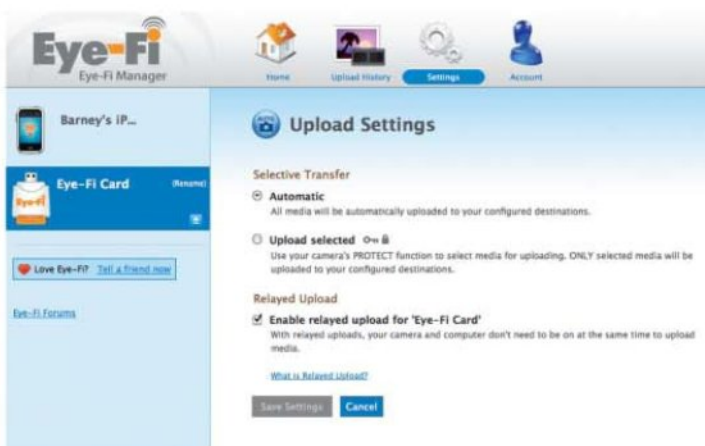 Eye-Fi
Eye-Fi Manager
Home
Upload History
Settings
Account
Barney's iP...
Eye-Fi Card
(Rename)
Eye-Fi
Love Eye-Fi? Tell a friend now
Eye-Fi Forums
AUTO
Upload Settings
Selective Transfer
Automatic
All media will be automatically uploaded to your configured destinations.
Upload selected
Use your camera's PROTECT function to select media for uploading. ONLY selected media will be
uploaded to your configured destinations.
Relayed Upload
Enable relayed upload for 'Eye-Fi Card'
With relayed uploads, your camera and computer don't need to be on at the same time to upload
media.
What is Relayed Upload?
Save Settings
Cancel